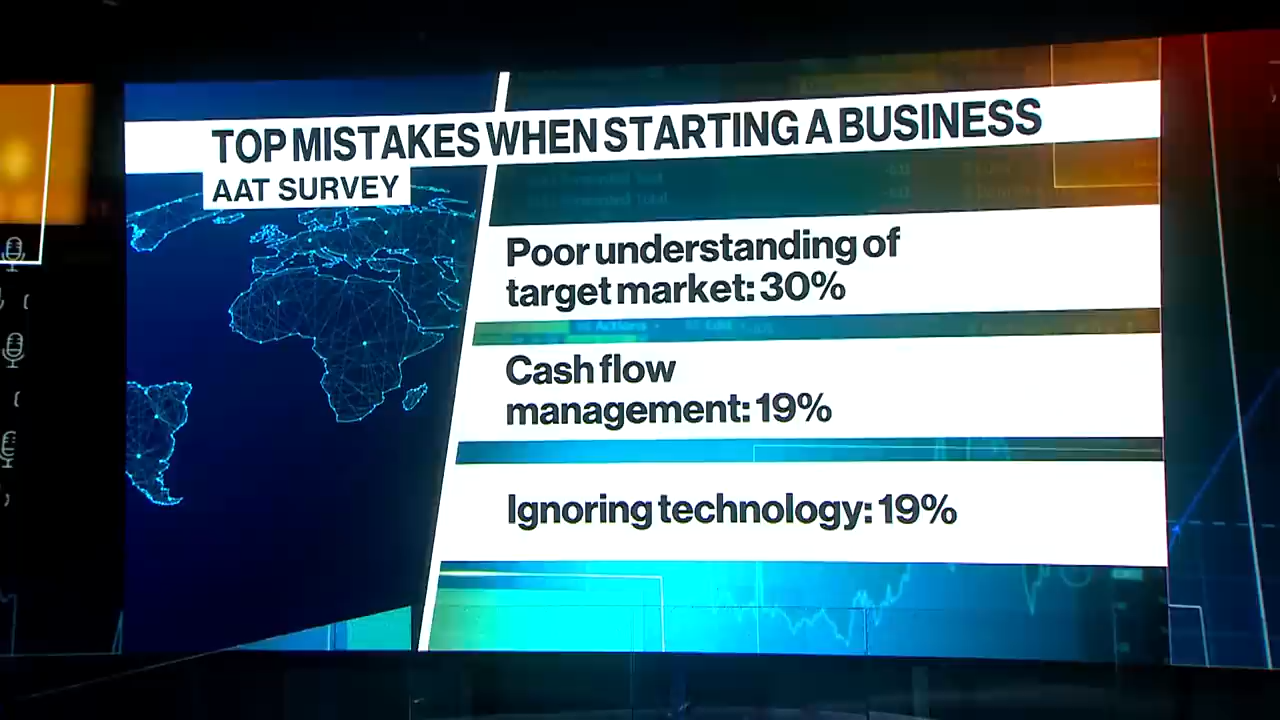 TOP MISTAKES WHEN STARTING A BUSINESS
AAT SURVEY
Poor understanding of
target market: 30%
Cash flow
management: 19%
Ignoring technology: 19%